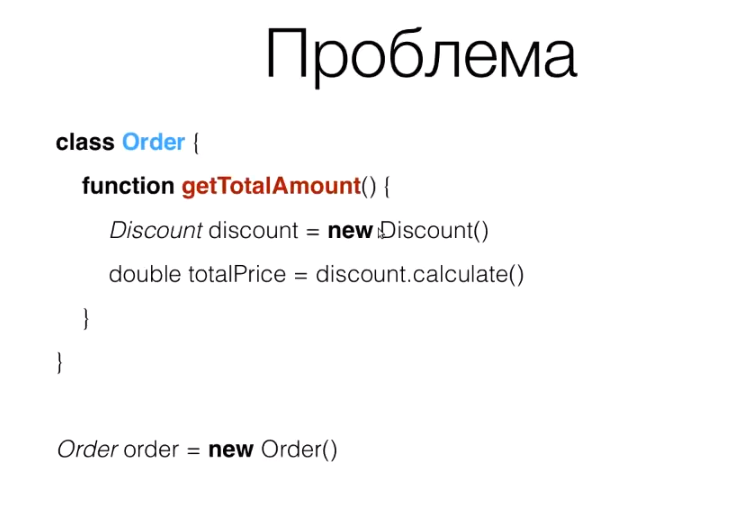 Проблема
class Order {
function getTotalAmount() {
Discount discount = new Discount()
double totalPrice = discount.calculate()
}
}
Order order = new Order()